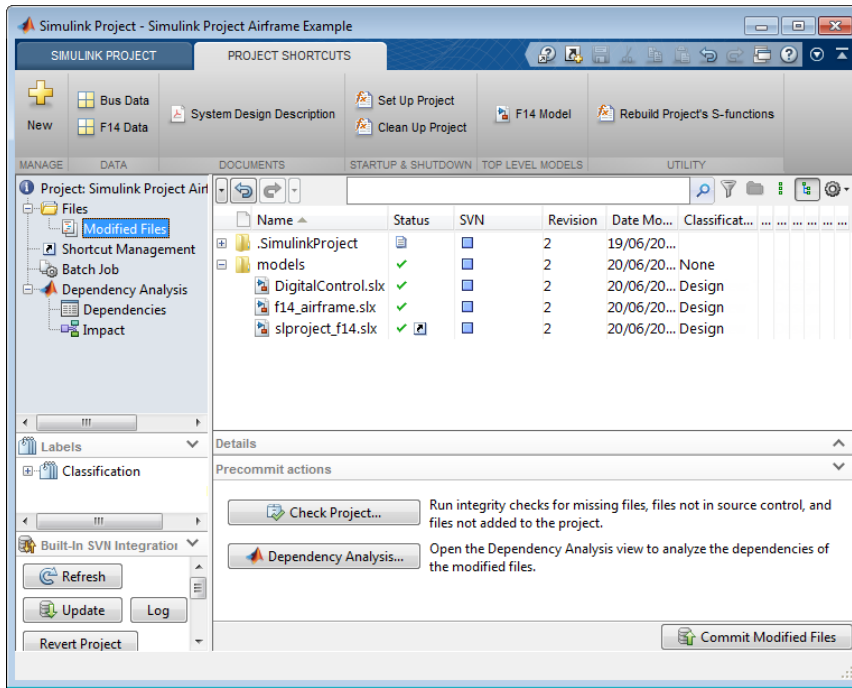 Simulink Project - Simulink Project Airframe Example
SIMULINK PROJECT
PROJECT SHORTCUTS
New
Bus Data
F14 Data
System Design Description
Set Up Project
Clean Up Project
F14 Model
Rebuild Project's S-functions
MANAGE
DATA
DOCUMENTS
STARTUP & SHUTDOWN
TOP LEVEL MODELS
UTILITY
Project: Simulink Project Airf
Files
Modified Files
Shortcut Management
Batch Job
Dependency Analysis
Dependencies
Impact
Labels
Classification
Built-In SVN Integration
Refresh
Update
Log
Revert Project
Name Status SVN Revision Date Mo... Classificat... ... ... ... ... ... ...
.SimulinkProject 2 19/06/20...
models 2 20/06/20... None
DigitalControl.slx 2 20/06/20... Design
f14_airframe.slx 2 20/06/20... Design
slproject_f14.slx 2 20/06/20... Design
Details
Precommit actions
Check Project...
Run integrity checks for missing files, files not in source control, and
files not added to the project.
Dependency Analysis...
Open the Dependency Analysis view to analyze the dependencies of
the modified files.
Commit Modified Files